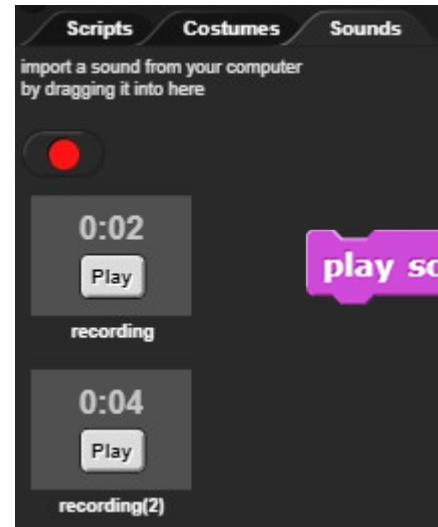 Scripts Costumes Sounds
import a sound from your computer
by dragging it into here
0:02
Play
recording
play
0:04
Play
recording(2)